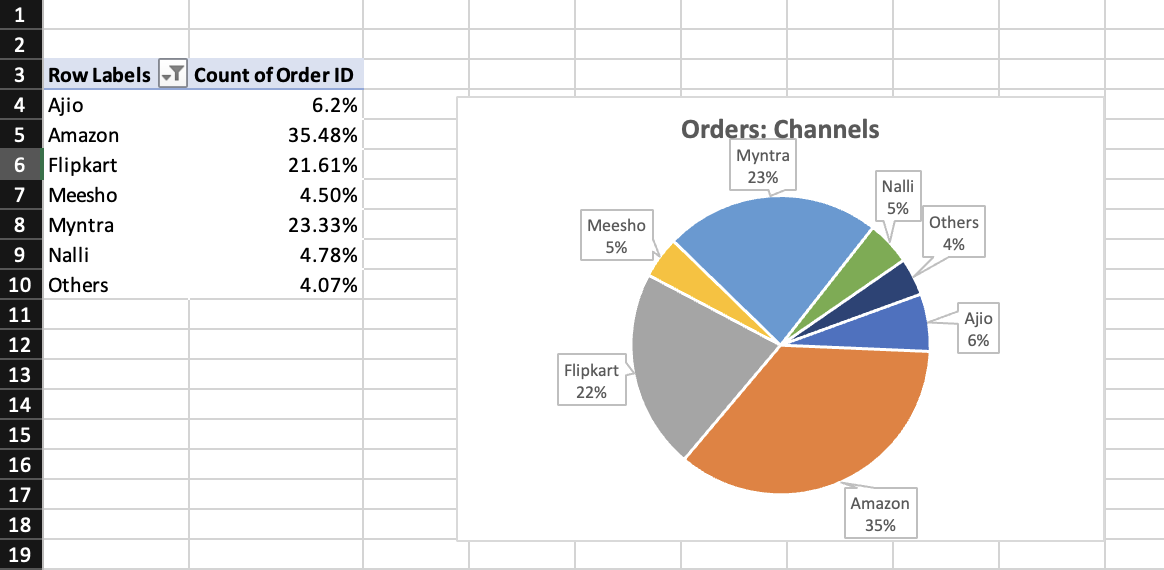 1
2
3 Row Labels Count of Order ID
4 Ajio 6.2%
5 Amazon 35.48%
6 Flipkart 21.61%
7 Meesho 4.50%
8 Myntra 23.33%
9 Nalli 4.78%
10 Others 4.07%
11
12
13
14
15
16
17
18
19
Orders: Channels
Myntra
23%
Nalli
5%
Others
4%
Meesho
5%
Ajio
6%
Flipkart
22%
Amazon
35%